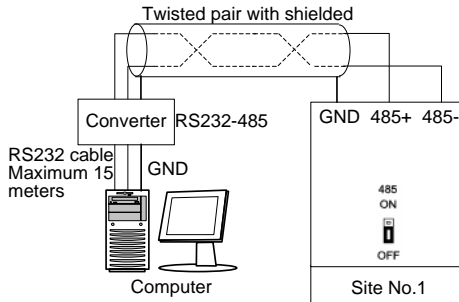 Twisted pair with shielded
Converter RS232-485
GND 485+ 485-
RS232 cable
Maximum 15
meters
GND
485
ON
OFF
Computer
Site No.1